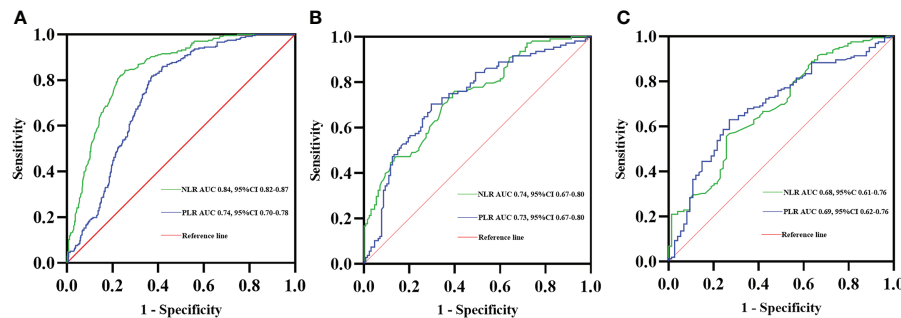 A
1.0
0.8
0.6
0.4
0.2
0.0
Sensitivity
NLR AUC 0.84, 95%CI 0.82-0.87
PLR AUC 0.74, 95%CI 0.70-0.78
Reference line
0.0 0.2 0.4 0.6 0.8 1.0
1 - Specificity
B
1.0
0.8
0.6
0.4
0.2
0.0
Sensitivity
NLR AUC 0.74, 95%CI 0.67-0.80
PLR AUC 0.73, 95%CI 0.67-0.80
Reference line
0.0 0.2 0.4 0.6 0.8 1.0
1 - Specificity
C
1.0
0.8
0.6
0.4
0.2
0.0
Sensitivity
NLR AUC 0.68, 95%C 0.61-0.76
PLR AUC 0.69, 95%CI 0.62-0.76
Reference line
0.0 0.2 0.4 0.6 0.8 1.0
1 - Specificity